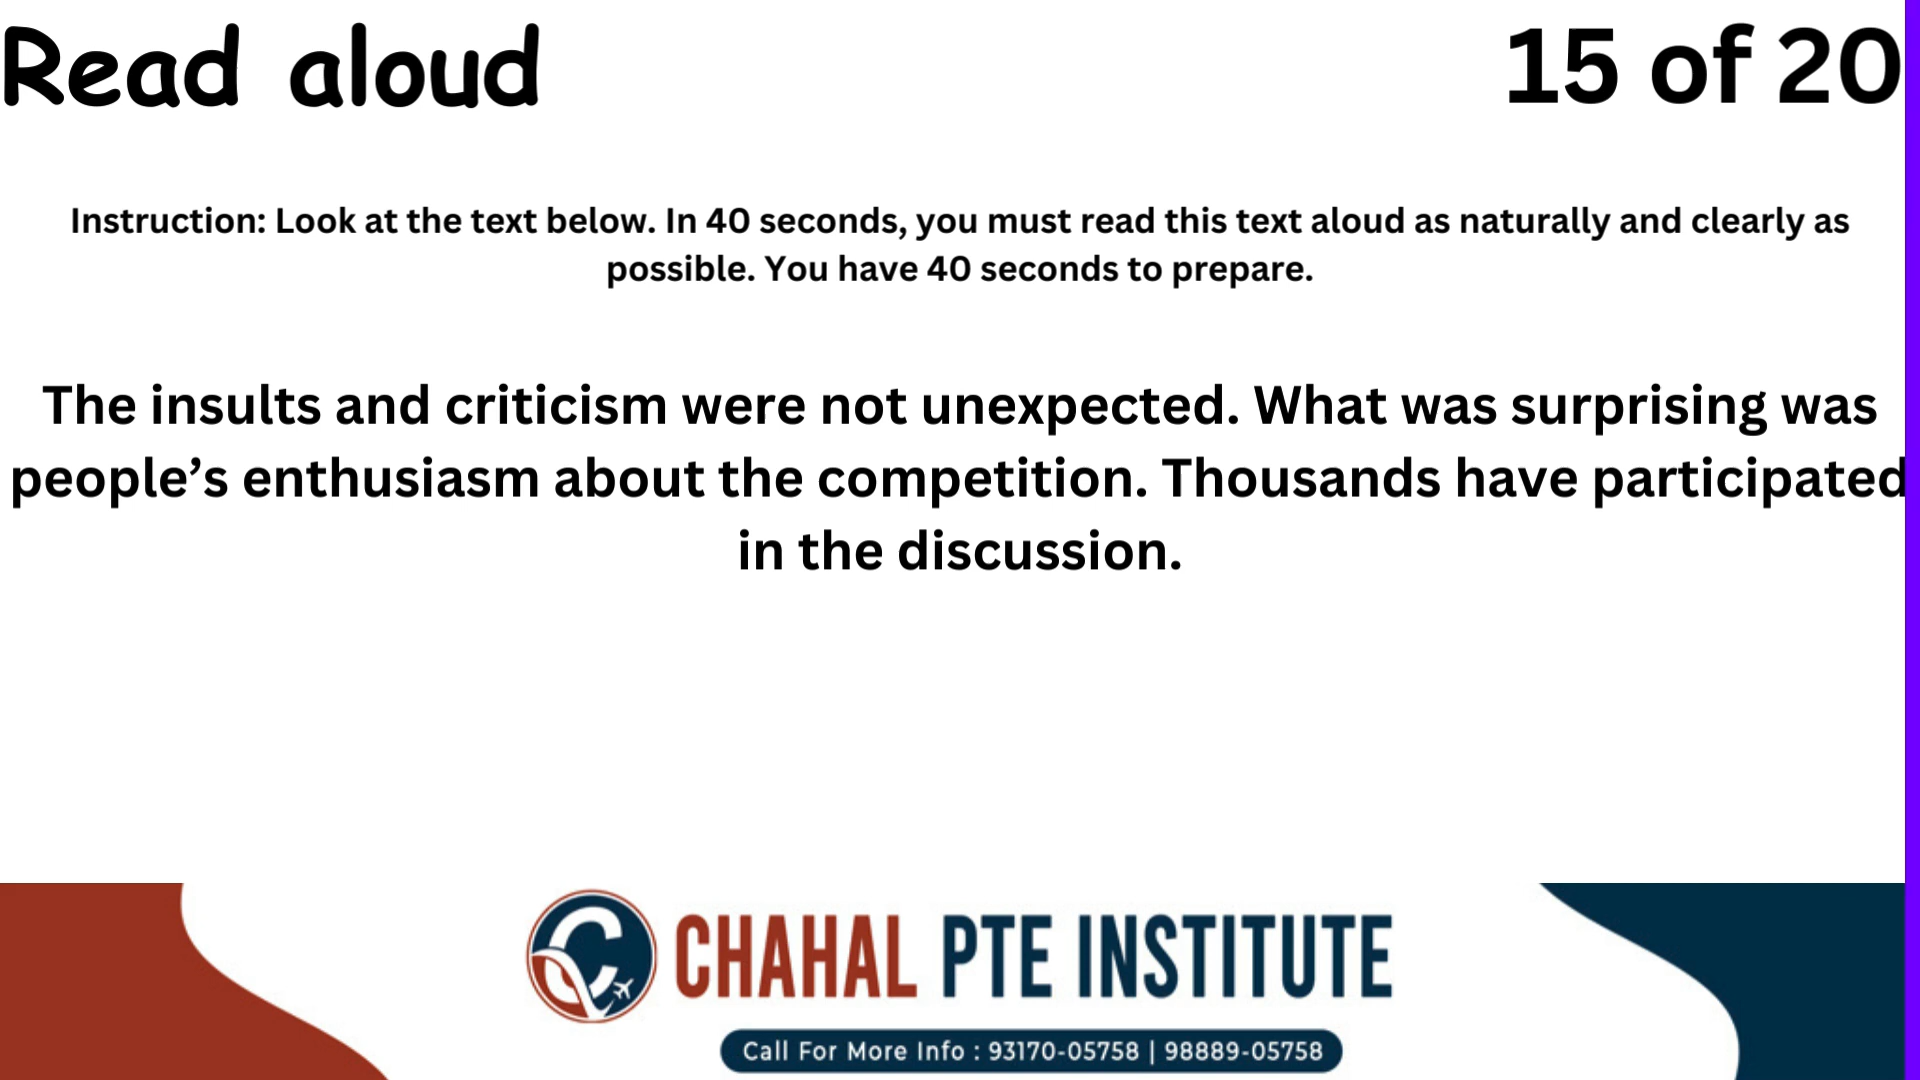 Read aloud
15 of 20
Instruction: Look at the text below. In 40 seconds, you must read this text aloud as naturally and clearly as
possible. You have 40 seconds to prepare.
The insults and criticism were not unexpected. What was surprising was
people’s enthusiasm about the competition. Thousands have participated
in the discussion.
CHAHAL PTE INSTITUTE
Call For More Info : 93170-05758 | 98889-05758